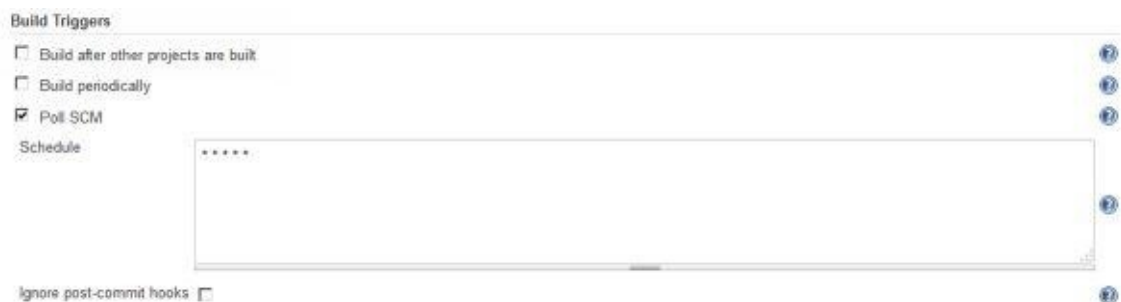 Build Triggers
Build after other projects are built
Build periodically
Poll SCM
Schedule
* * * * *
Ignore post-commit hooks